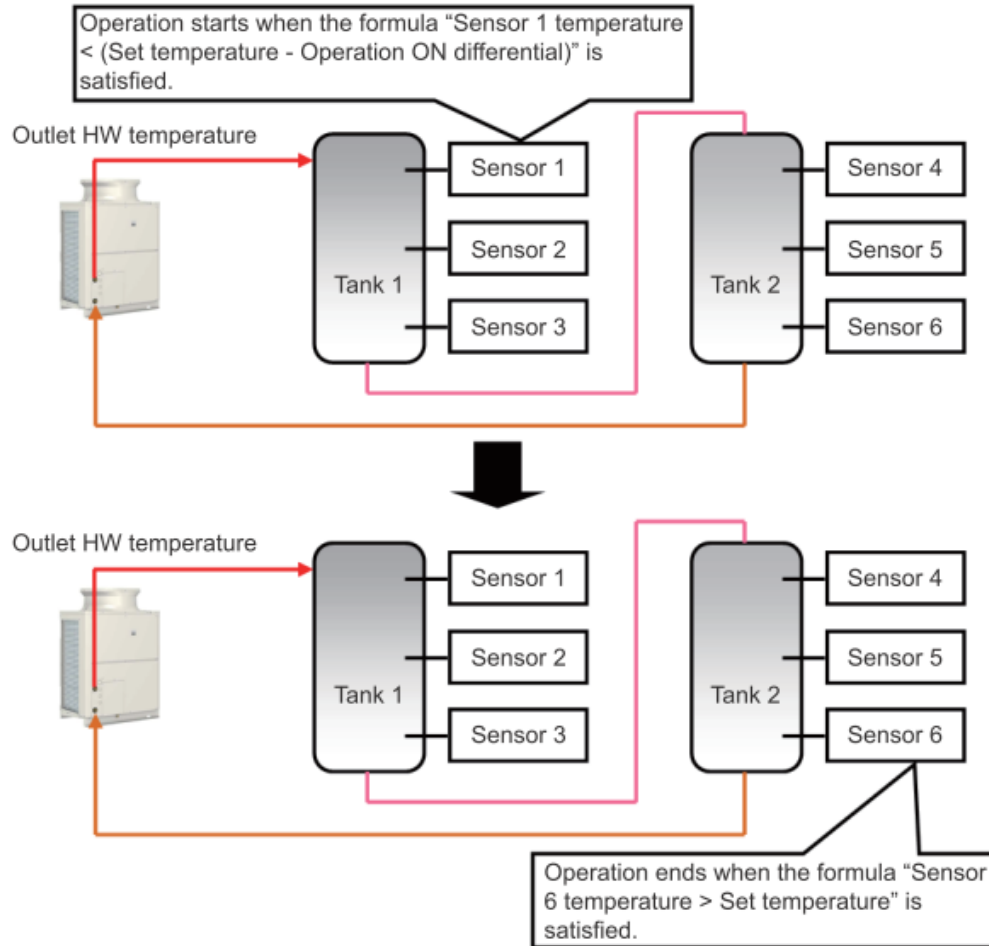 Operation starts when the formula “Sensor 1 temperature
< (Set temperature - Operation ON differential)” is
satisfied.
Outlet HW temperature
Sensor 1
Sensor 4
Sensor 2
Sensor 5
Tank 1
Tank 2
Sensor 3
Sensor 6
Outlet HW temperature
Sensor 1
Sensor 4
Sensor 2
Sensor 5
Tank 1
Tank 2
Sensor 3
Sensor 6
Operation ends when the formula “Sensor
6 temperature > Set temperature” is
satisfied.